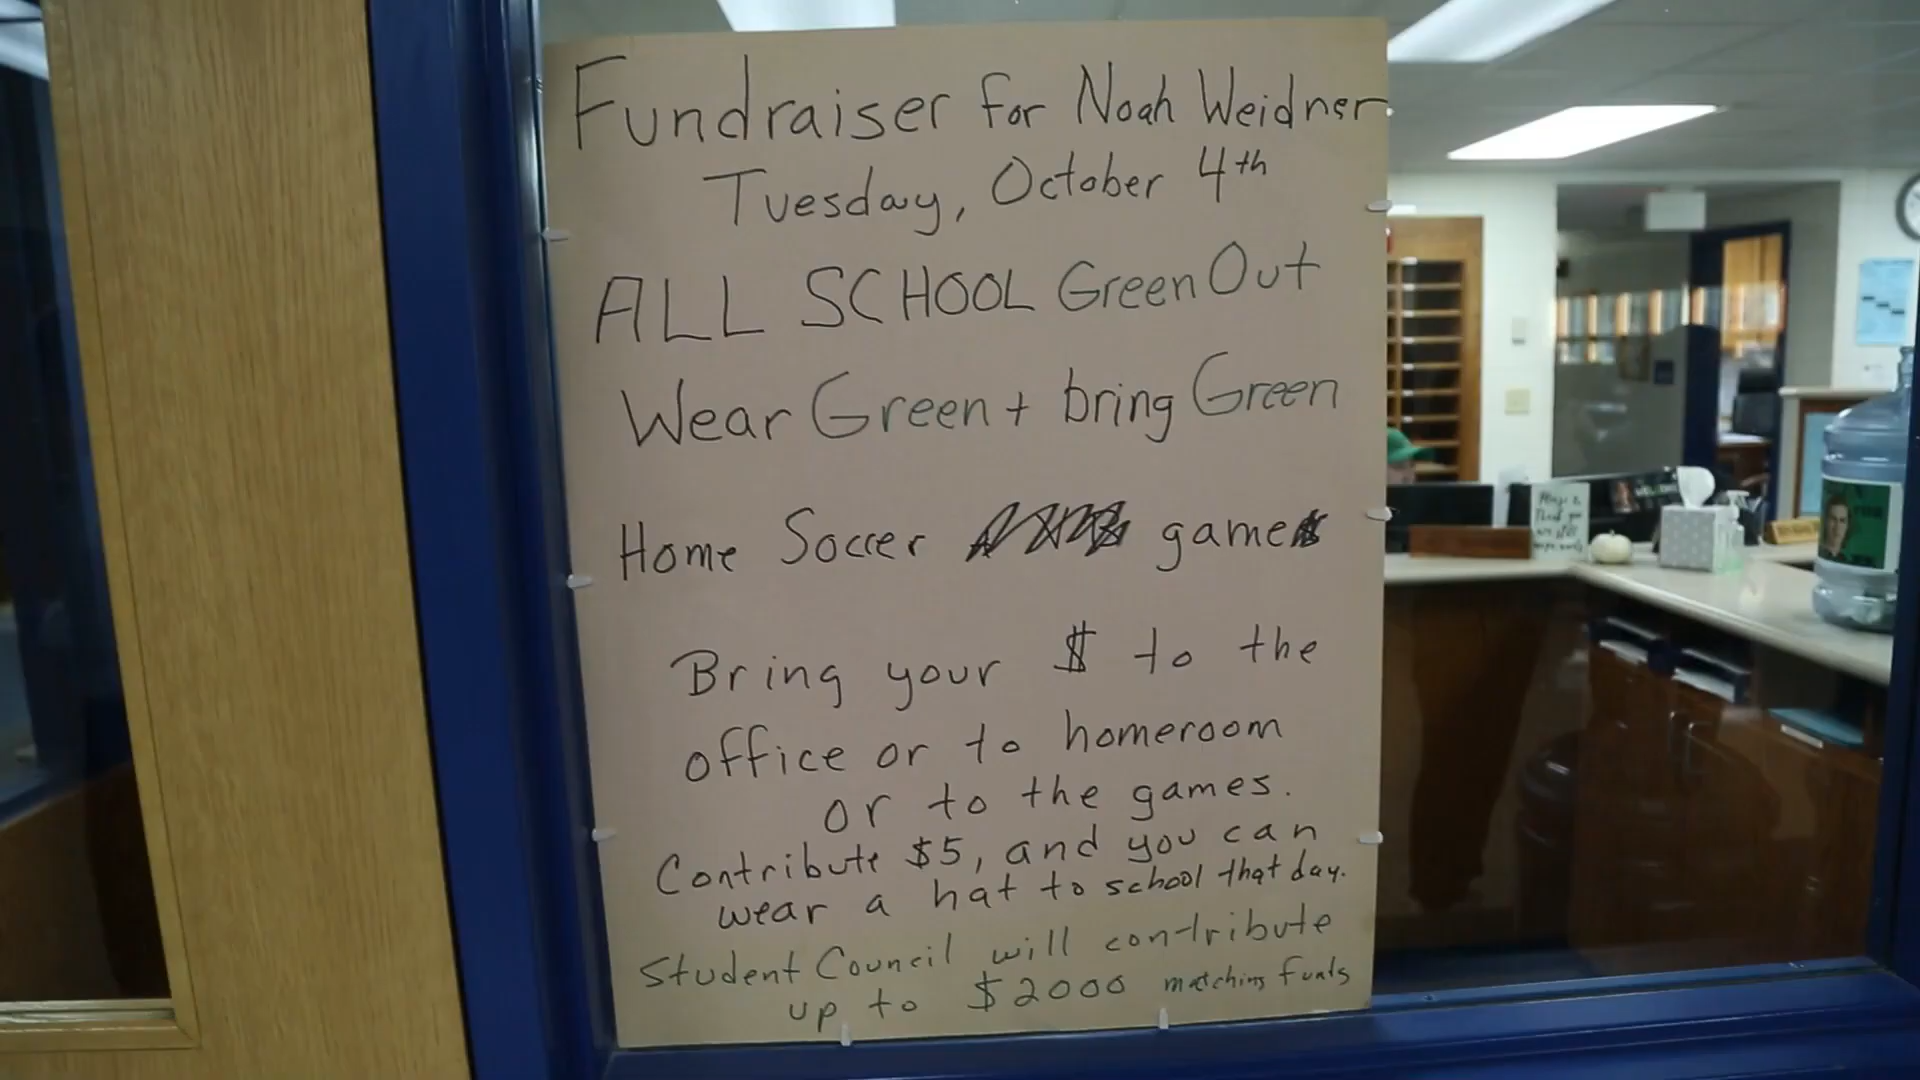 Fundraiser for Noah Weidner
Tuesday, October 4th
ALL SCHOOL Green Out
Wear Green + bring Green
Home Soccer game
Bring your $ to the
office or to homeroom
or to the games.
Contribute $5, and you can
wear a hat to school that day.
Student Council will contribute
up to $2000 matching funds